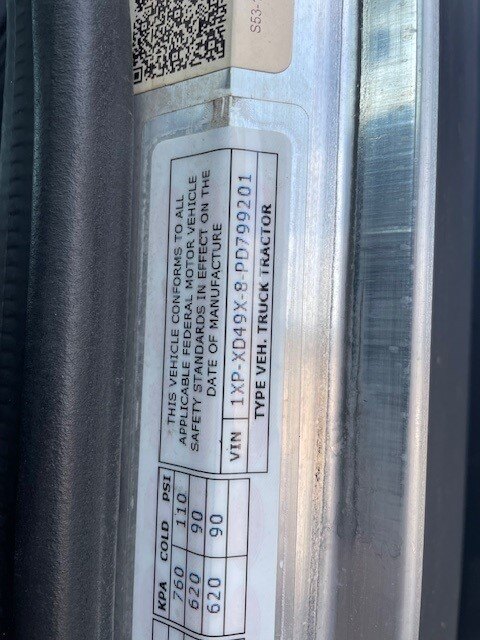 S53-
THIS VEHICLE CONFORMS TO ALL
APPLICABLE FEDERAL MOTOR VEHICLE
SAFETY STANDARDS IN EFFECT ON THE
DATE OF MANUFACTURE
VIN 1XP-XD49X-8-PD799201
TYPE VEH. TRUCK TRACTOR
KPA COLD PSI
760 110
620 90
620 90